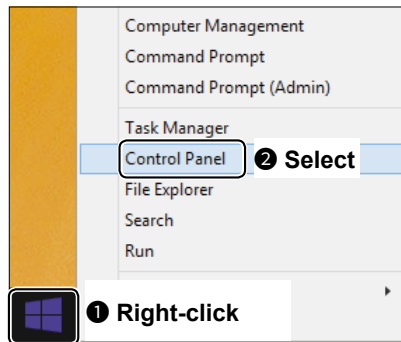 Computer Management
Command Prompt
Command Prompt (Admin)
Task Manager
Control Panel ❷ Select
File Explorer
Search
Run
❶ Right-click